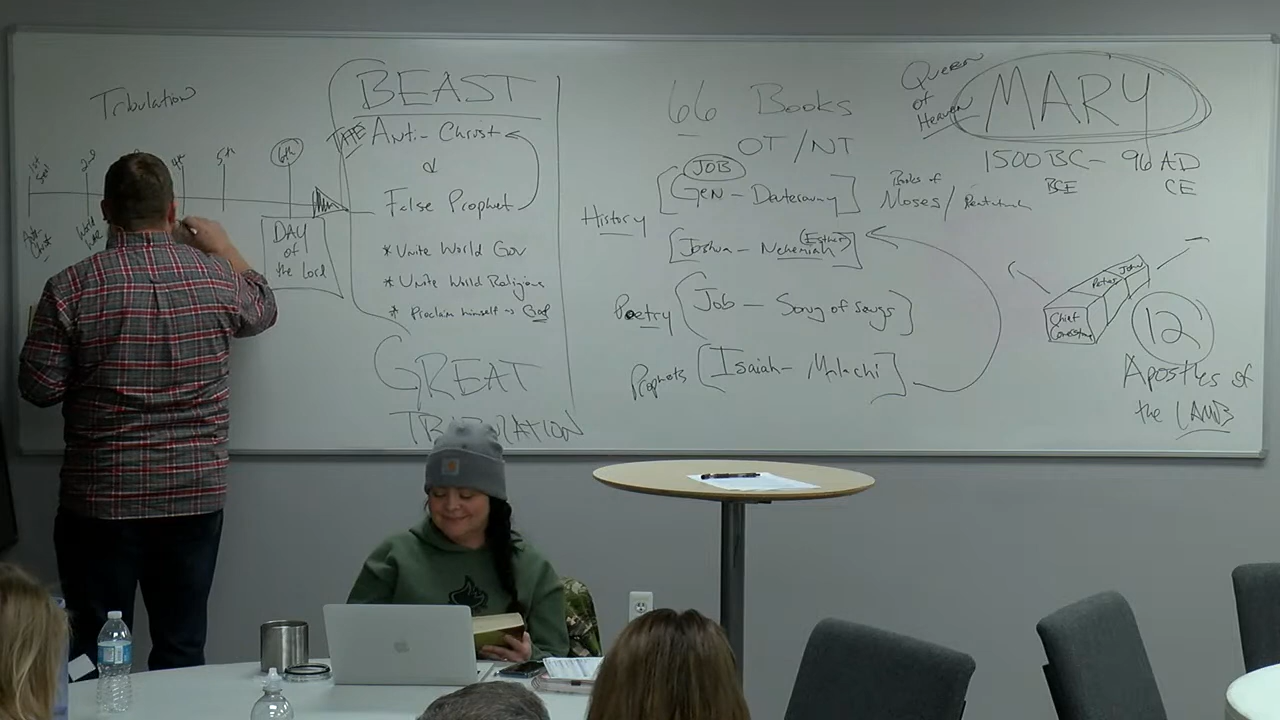 Tribulation
1st Seal
2nd
4th
5th
6th
DAY
of
the Lord
BEAST
THE Anti-Christ
&
False Prophet
* Unite World Gov
* Unite World Religions
* Proclaim himself as God
GREAT
TRIBULATION
66 Books
OT/NT
JOB
[Gen - Deuteronomy]
Books of
Moses/Pentateuch
History
(Esther)
[Joshua - Nehemiah]
Poetry
(Job - Song of Songs]
Prophets
[Isaiah - Malachi]
Queen
of
Heaven
MARY
1500 BC - 96 AD
BCE
CE
Peter
John
Chief
Cornerstone
12
Apostles of
the LAMB